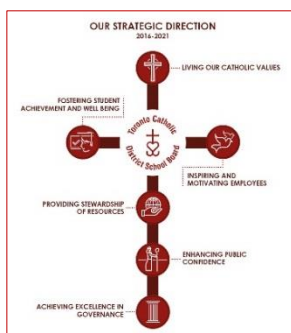 OUR STRATEGIC DIRECTION
2016-2021
LIVING OUR CATHOLIC VALUES
FOSTERING STUDENT
ACHIEVEMENT AND WELL BEING
Toronto Catholic
District School Board
INSPIRING AND
MOTIVATING EMPLOYEES
PROVIDING STEWARDSHIP
OF RESOURCES
ENHANCING PUBLIC
CONFIDENCE
ACHIEVING EXCELLENCE IN
GOVERNANCE